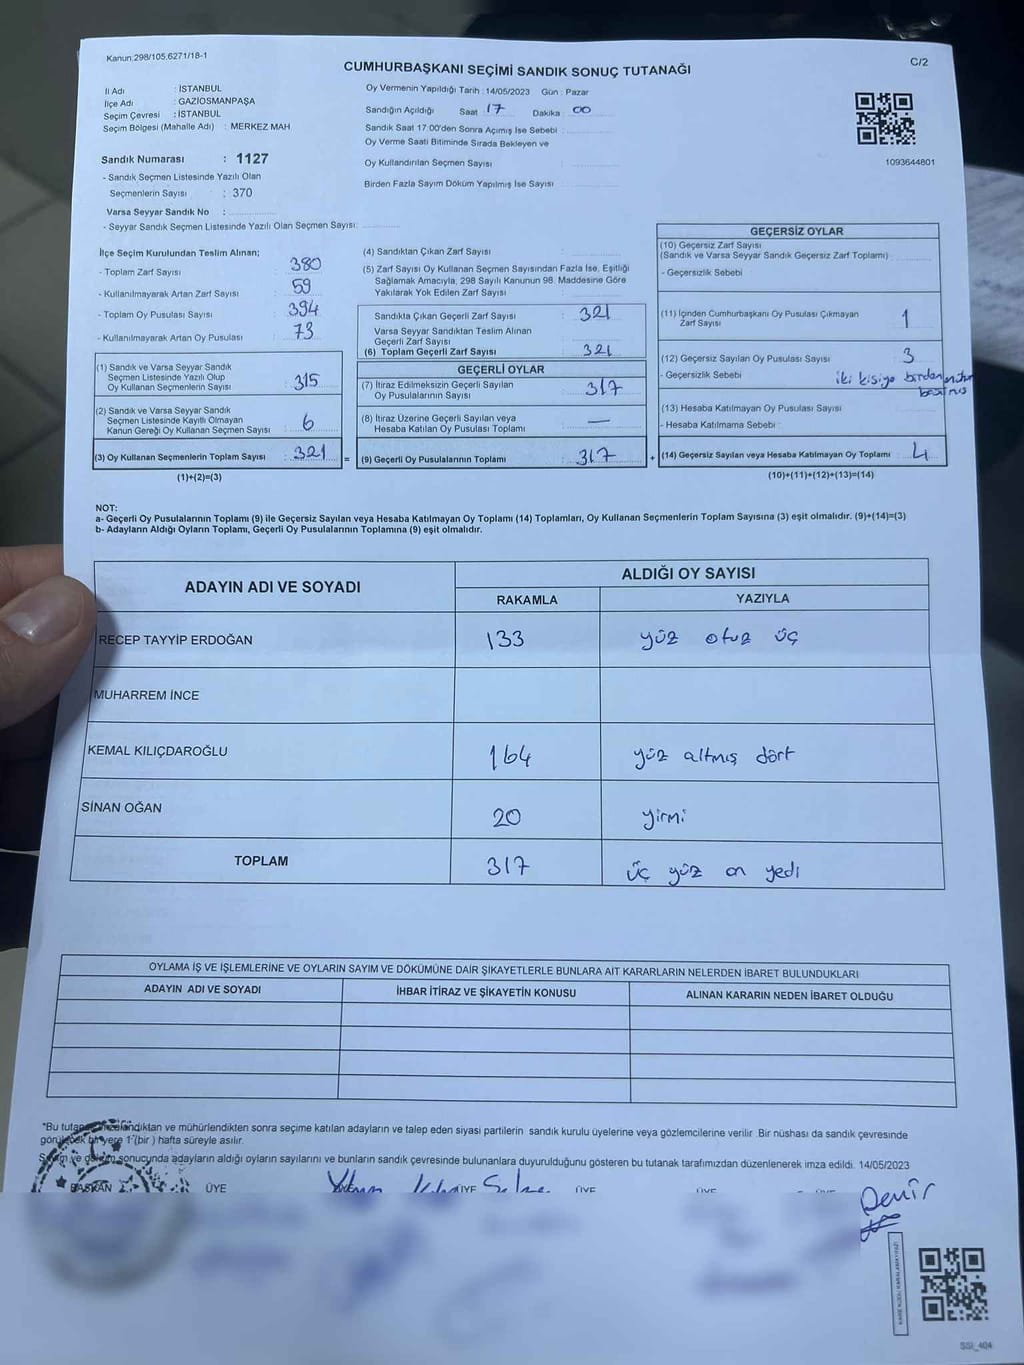 Kanun:298/105.6271/18-1
CUMHURBAŞKANI SEÇİMİ SANDIK SONUÇ TUTANAĞI
C/2
İl Adı : İSTANBUL
İlçe Adı : GAZİOSMANPAŞA
Seçim Çevresi : İSTANBUL
Seçim Bölgesi (Mahalle Adı) : MERKEZ MAH
Oy Vermenin Yapıldığı Tarih : 14/05/2023 Gün : Pazar
Sandığın Açıldığı Saat : 17 Dakika : 00
Sandık Saat 17:00'den Sonra Açılmış İse Sebebi :
Oy Verme Saati Bitiminde Sırada Bekleyen ve
Oy Kullandırılan Seçmen Sayısı :
Birden Fazla Sayım Döküm Yapılmış İse Sayısı :
1093644801
Sandık Numarası : 1127
- Sandık Seçmen Listesinde Yazılı Olan
Seçmenlerin Sayısı : 370
Varsa Seyyar Sandık No :
- Seyyar Sandık Seçmen Listesinde Yazılı Olan Seçmen Sayısı:
İlçe Seçim Kurulundan Teslim Alınan;
- Toplam Zarf Sayısı : 380
- Kullanılmayarak Artan Zarf Sayısı : 59
- Toplam Oy Pusulası Sayısı : 394
- Kullanılmayarak Artan Oy Pusulası : 73
(1) Sandık ve Varsa Seyyar Sandık
Seçmen Listesinde Yazılı Olup
Oy Kullanan Seçmenlerin Sayısı : 315
(2) Sandık ve Varsa Seyyar Sandık
Seçmen Listesinde Kayıtlı Olmayan
Kanun Gereği Oy Kullanan Seçmen Sayısı : 6
(3) Oy Kullanan Seçmenlerin Toplam Sayısı : 321
(1)+(2)=(3)
(4) Sandıktan Çıkan Zarf Sayısı :
(5) Zarf Sayısı Oy Kullanan Seçmen Sayısından Fazla İse, Eşitliği
Sağlamak Amacıyla, 298 Sayılı Kanunun 98. Maddesine Göre
Yakılarak Yok Edilen Zarf Sayısı :
Sandıkta Çıkan Geçerli Zarf Sayısı : 321
Varsa Seyyar Sandıktan Teslim Alınan
Geçerli Zarf Sayısı :
(6) Toplam Geçerli Zarf Sayısı : 321
GEÇERLİ OYLAR
(7) İtiraz Edilmeksizin Geçerli Sayılan
Oy Pusulalarının Sayısı : 317
(8) İtiraz Üzerine Geçerli Sayılan veya
Hesaba Katılan Oy Pusulası Toplamı : —
= (9) Geçerli Oy Pusulalarının Toplamı : 317
GEÇERSİZ OYLAR
(10) Geçersiz Zarf Sayısı
(Sandık ve Varsa Seyyar Sandık Geçersiz Zarf Toplamı) :
- Geçersizlik Sebebi
(11) İçinden Cumhurbaşkanı Oy Pusulası Çıkmayan
Zarf Sayısı : 1
(12) Geçersiz Sayılan Oy Pusulası Sayısı : 3
- Geçersizlik Sebebi : iki kişiye birden
(13) Hesaba Katılmayan Oy Pusulası Sayısı :
- Hesaba Katılmama Sebebi :
+ (14) Geçersiz Sayılan veya Hesaba Katılmayan Oy Toplamı : 4
(10)+(11)+(12)+(13)=(14)
NOT:
a- Geçerli Oy Pusulalarının Toplamı (9) ile Geçersiz Sayılan veya Hesaba Katılmayan Oy Toplamı (14) Toplamları, Oy Kullanan Seçmenlerin Toplam Sayısına (3) eşit olmalıdır. (9)+(14)=(3)
b- Adayların Aldığı Oyların Toplamı, Geçerli Oy Pusulalarının Toplamına (9) eşit olmalıdır.
ADAYIN ADI VE SOYADI
ALDIĞI OY SAYISI
RAKAMLA YAZIYLA
RECEP TAYYİP ERDOĞAN 133 yüz otuz üç
MUHARREM İNCE
KEMAL KILIÇDAROĞLU 164 yüz altmış dört
SİNAN OĞAN 20 yirmi
TOPLAM 317 üç yüz on yedi
OYLAMA İŞ VE İŞLEMLERİNE VE OYLARIN SAYIM VE DÖKÜMÜNE DAİR ŞİKAYETLERLE BUNLARA AİT KARARLARIN NELERDEN İBARET BULUNDUKLARI
ADAYIN ADI VE SOYADI İHBAR İTİRAZ VE ŞİKAYETİN KONUSU ALINAN KARARIN NEDEN İBARET OLDUĞU
*Bu tutanak imzalandıktan ve mühürlendikten sonra seçime katılan adayların ve talep eden siyasi partilerin sandık kurulu üyelerine veya gözlemcilerine verilir .Bir nüshası da sandık çevresinde
görülecek bir yere 1 (bir ) hafta süreyle asılır.
Sayım ve döküm sonucunda adayların aldığı oyların sayılarını ve bunların sandık çevresinde bulunanlara duyurulduğunu gösteren bu tutanak tarafımızdan düzenlenerek imza edildi. 14/05/2023
BAŞKAN ÜYE ÜYE ÜYE ÜYE ÜYE ÜYE
SSI_404